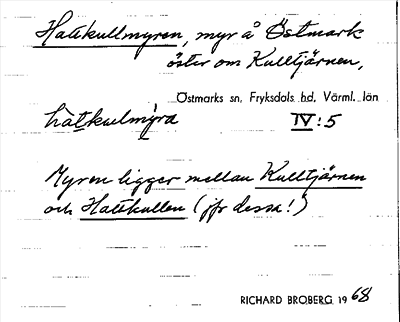 Hattkullmyren, myr å Östmark
öster om Kulltjärnen,
Östmarks sn, Fryksdals hd, Värml. län
hàtkulmýra IV:5
Myren ligger mellan Kulltjärnen
och Hattkullen (jfr dessa!)
RICHARD BROBERG 1968